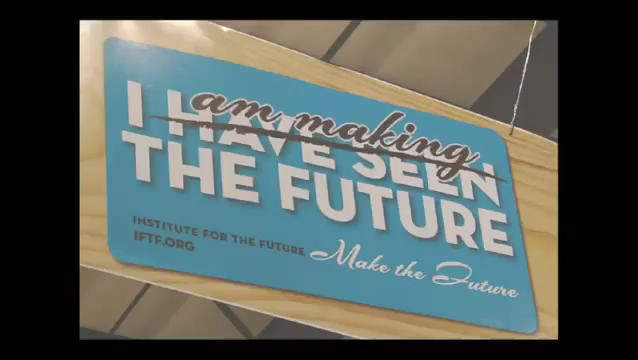 am making
I HAVE SEEN
THE FUTURE
INSTITUTE FOR THE FUTURE
IFTF.ORG
Make the Future